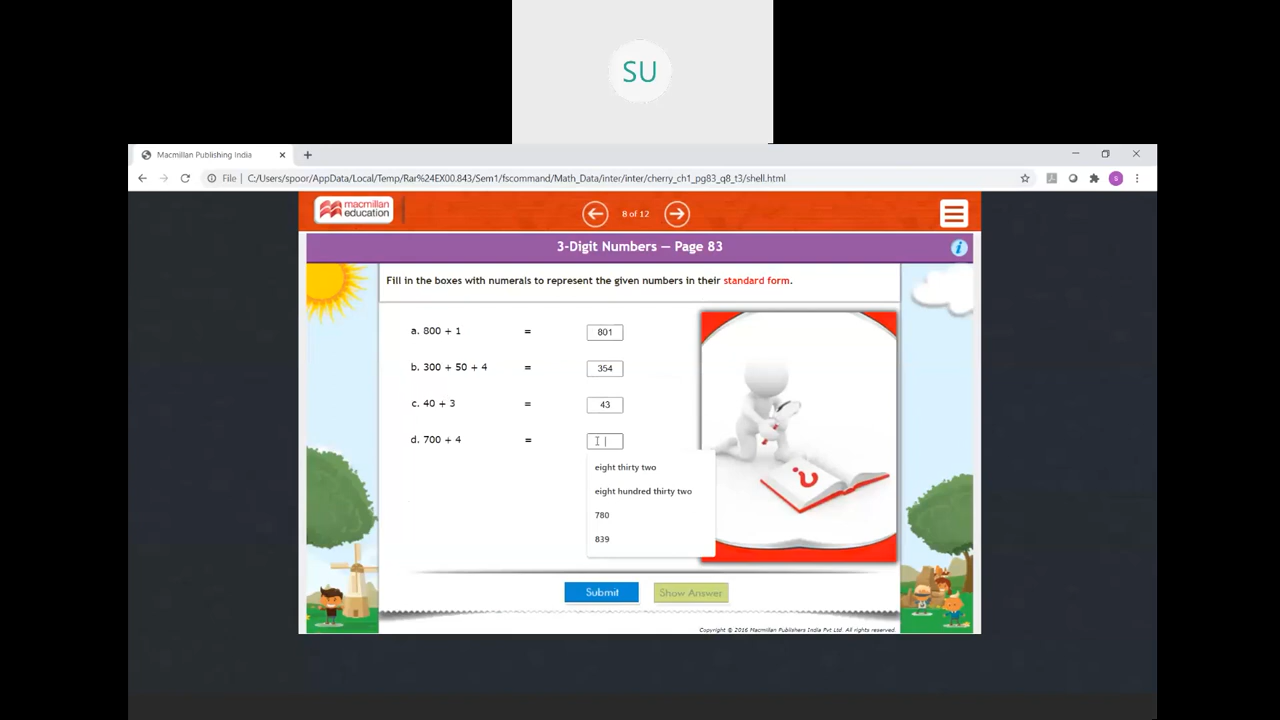 SU
Macmillan Publishing India
File | C:/Users/spoor/AppData/Local/Temp/Rar%24EX00.843/Sem1/fscommand/Math_Data/inter/inter/cherry_ch1_pg83_q8_t3/shell.html
s
macmillan
education
8 of 12
3-Digit Numbers — Page 83
i
Fill in the boxes with numerals to represent the given numbers in their standard form.
a. 800 + 1 = 801
b. 300 + 50 + 4 = 354
c. 40 + 3 = 43
d. 700 + 4 =
eight thirty two
eight hundred thirty two
780
839
?
Submit Show Answer
Copyright © 2016 Macmillan Publishers India Pvt Ltd. All rights reserved.